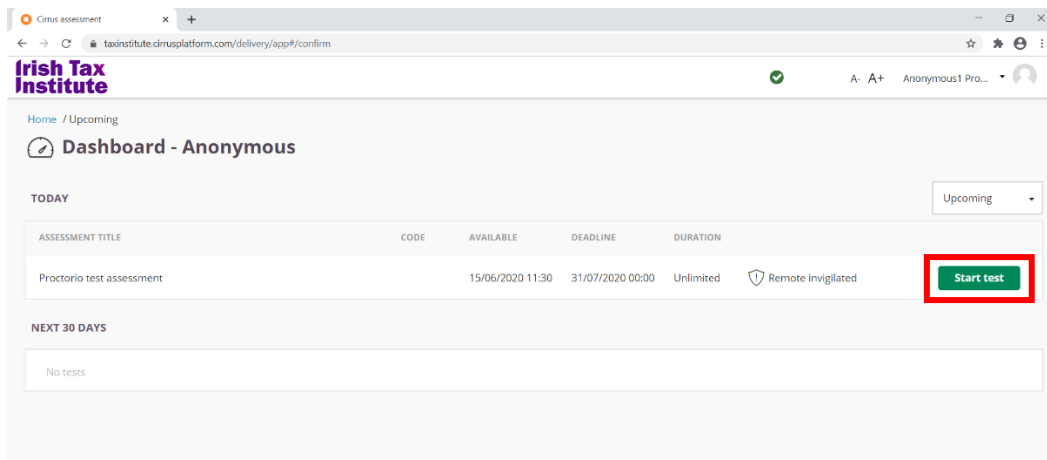 Cirrus assessment
taxinstitute.cirrusplatform.com/delivery/app#/confirm
Irish Tax
Institute
A- A+ Anonymous1 Pro...
Home / Upcoming
Dashboard - Anonymous
TODAY
Upcoming
ASSESSMENT TITLE CODE AVAILABLE DEADLINE DURATION
Proctorio test assessment 15/06/2020 11:30 31/07/2020 00:00 Unlimited Remote invigilated Start test
NEXT 30 DAYS
No tests